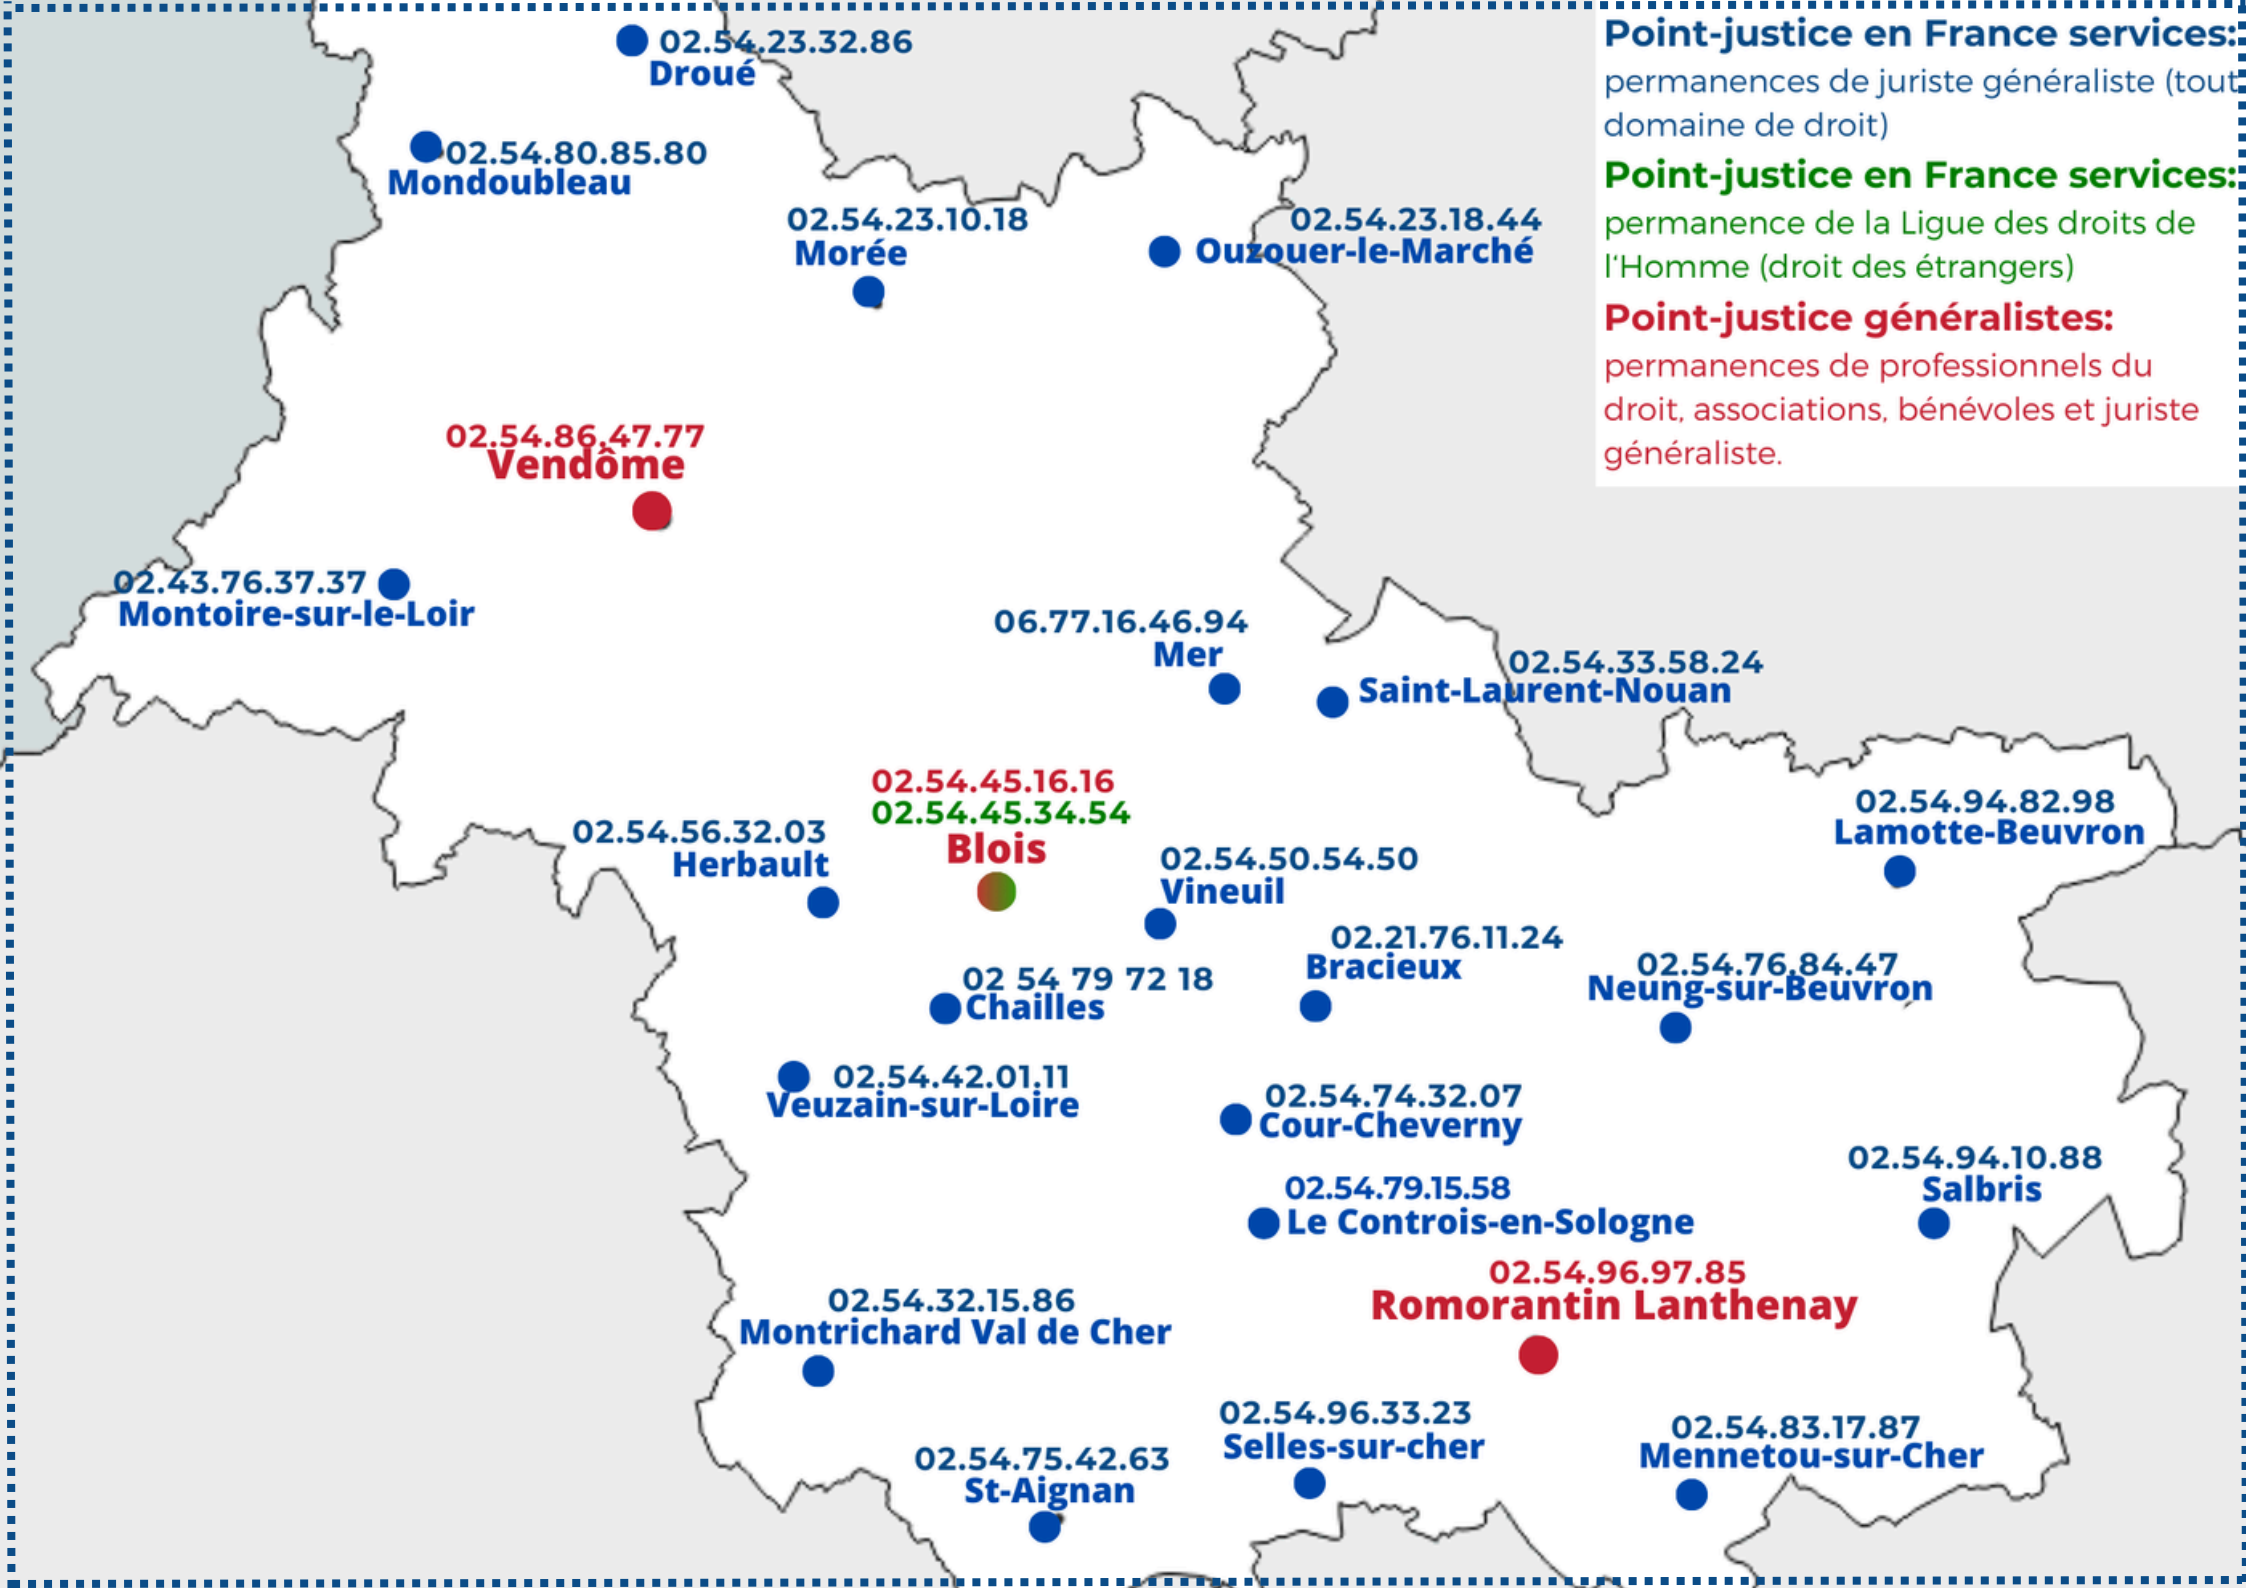 Point-justice en France services:
permanences de juriste généraliste (tout
domaine de droit)
Point-justice en France services:
permanence de la Ligue des droits de
l'Homme (droit des étrangers)
Point-justice généralistes:
permanences de professionnels du
droit, associations, bénévoles et juriste
généraliste.
02.54.23.32.86
Droué
02.54.80.85.80
Mondoubleau
02.54.23.10.18
Morée
02.54.23.18.44
Ouzouer-le-Marché
02.54.86.47.77
Vendôme
02.43.76.37.37
Montoire-sur-le-Loir
06.77.16.46.94
Mer
02.54.33.58.24
Saint-Laurent-Nouan
02.54.45.16.16
02.54.45.34.54
Blois
02.54.56.32.03
Herbault
02.54.50.54.50
Vineuil
02.54.94.82.98
Lamotte-Beuvron
02.21.76.11.24
Bracieux
02.54.76.84.47
Neung-sur-Beuvron
02 54 79 72 18
Chailles
02.54.42.01.11
Veuzain-sur-Loire
02.54.74.32.07
Cour-Cheverny
02.54.94.10.88
Salbris
02.54.79.15.58
Le Controis-en-Sologne
02.54.96.97.85
Romorantin Lanthenay
02.54.32.15.86
Montrichard Val de Cher
02.54.96.33.23
Selles-sur-cher
02.54.83.17.87
Mennetou-sur-Cher
02.54.75.42.63
St-Aignan